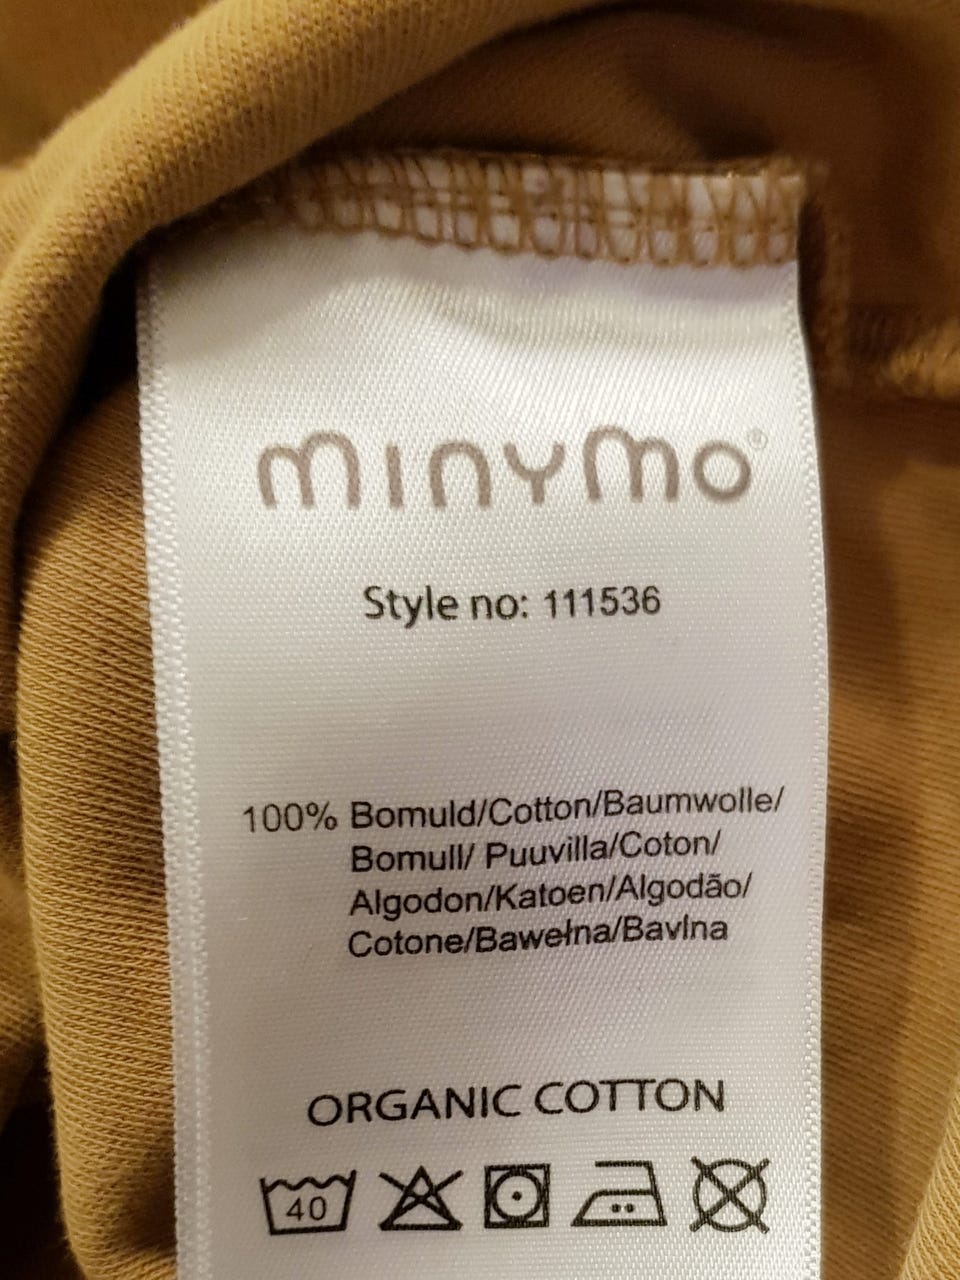 minymo®
Style no: 111536
100% Bomuld/Cotton/Baumwolle/
Bomull/ Puuvilla/Coton/
Algodon/Katoen/Algodão/
Cotone/Bawełna/Bavlna
ORGANIC COTTON
40